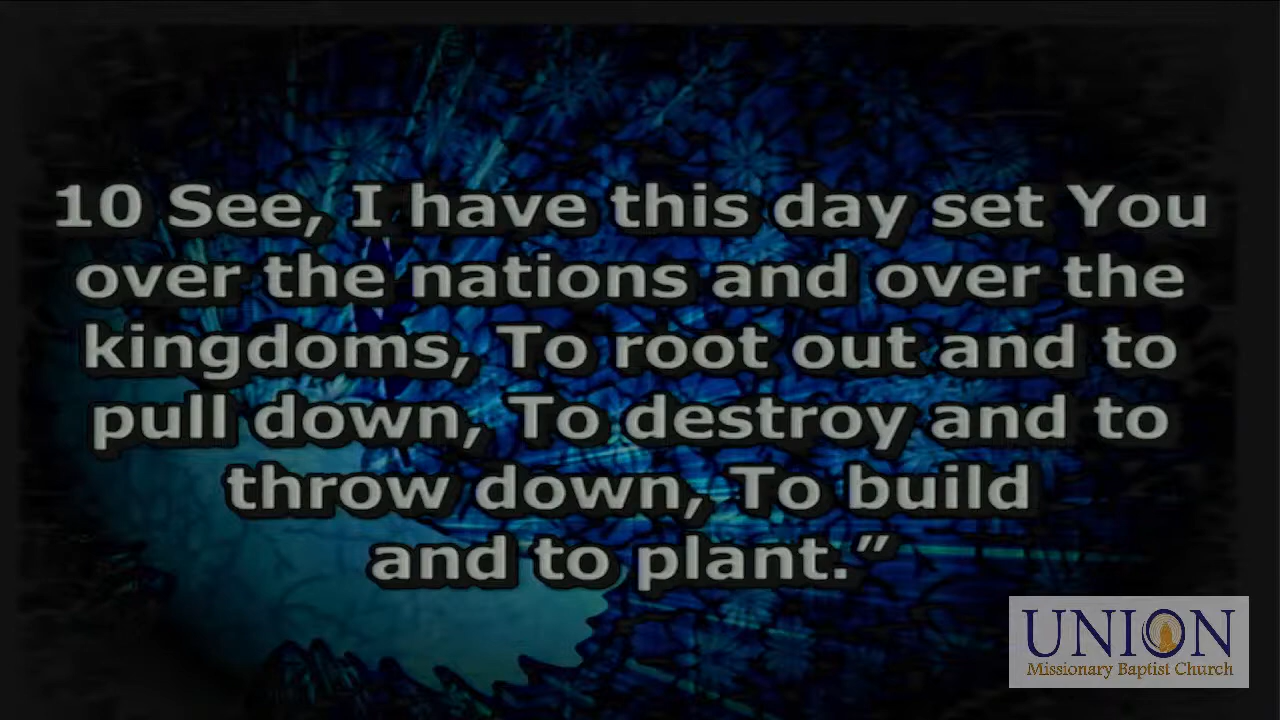 10 See, I have this day set You
over the nations and over the
kingdoms, To root out and to
pull down, To destroy and to
throw down, To build
and to plant.”
UNION
Missionary Baptist Church